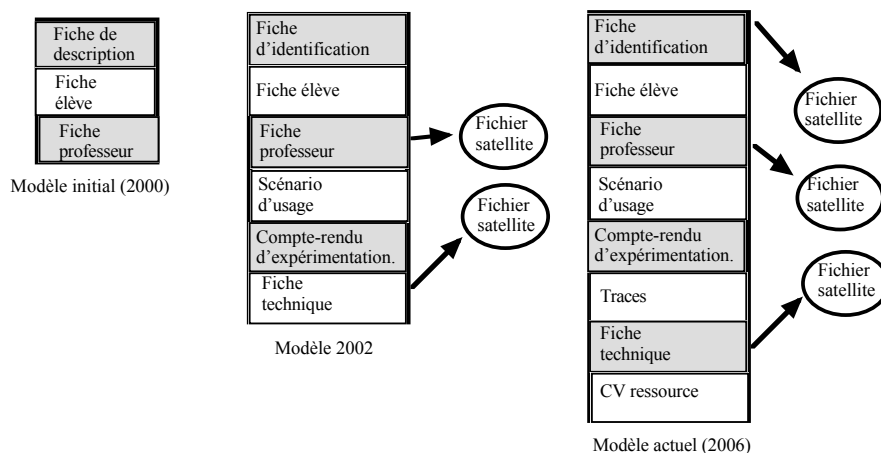 Fiche de
description
Fiche
élève
Fiche
professeur
Modèle initial (2000)
Fiche
d'identification
Fiche élève
Fiche
professeur
Scénario
d'usage
Compte-rendu
d'expérimentation.
Fiche
technique
Fichier
satellite
Fichier
satellite
Modèle 2002
Fiche
d'identification
Fiche élève
Fiche
professeur
Scénario
d'usage
Compte-rendu
d'expérimentation.
Traces
Fiche
technique
CV ressource
Fichier
satellite
Fichier
satellite
Fichier
satellite
Modèle actuel (2006)